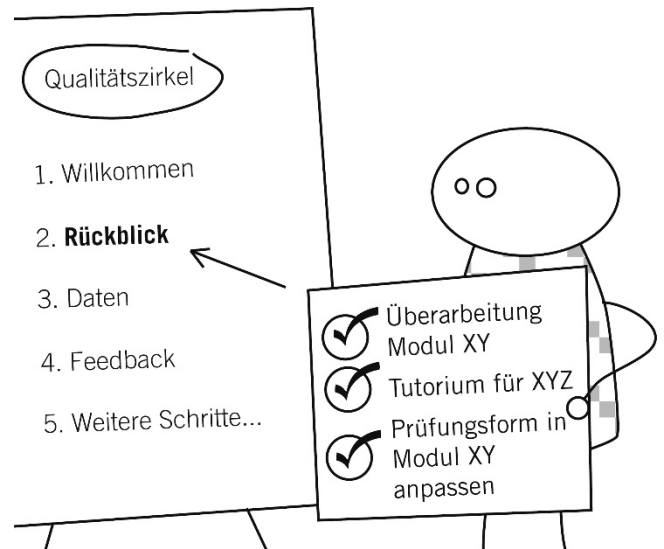 Qualitätszirkel
1. Willkommen
2. Rückblick
3. Daten
4. Feedback
5. Weitere Schritte...
Überarbeitung
Modul XY
Tutorium für XYZ
Prüfungsform in
Modul XY
anpassen